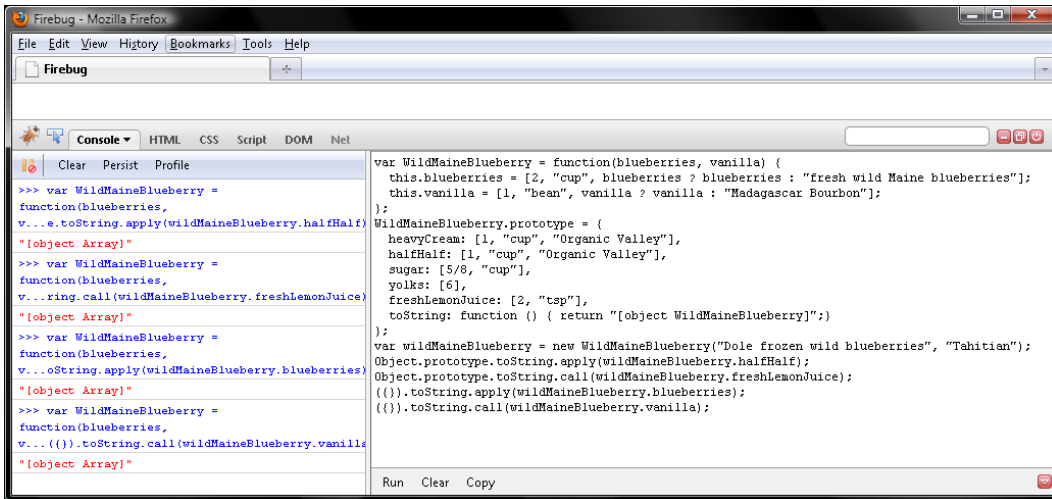 Firebug - Mozilla Firefox
File Edit View History Bookmarks Tools Help
Firebug
Console HTML CSS Script DOM Net
Clear Persist Profile
>>> var WildMaineBlueberry =
function(blueberries,
v...e.toString.apply(wildMaineBlueberry.halfHalf)
"[object Array]"
>>> var WildMaineBlueberry =
function(blueberries,
v...ring.call(wildMaineBlueberry.freshLemonJuice)
"[object Array]"
>>> var WildMaineBlueberry =
function(blueberries,
v...oString.apply(wildMaineBlueberry.blueberries)
"[object Array]"
>>> var WildMaineBlueberry =
function(blueberries,
v...({}).toString.call(wildMaineBlueberry.vanilla
"[object Array]"
var WildMaineBlueberry = function(blueberries, vanilla) {
  this.blueberries = [2, "cup", blueberries ? blueberries : "fresh wild Maine blueberries"];
  this.vanilla = [1, "bean", vanilla ? vanilla : "Madagascar Bourbon"];
};
WildMaineBlueberry.prototype = {
  heavyCream: [1, "cup", "Organic Valley"],
  halfHalf: [1, "cup", "Organic Valley"],
  sugar: [5/8, "cup"],
  yolks: [6],
  freshLemonJuice: [2, "tsp"],
  toString: function () { return "[object WildMaineBlueberry]";}
};
var wildMaineBlueberry = new WildMaineBlueberry("Dole frozen wild blueberries", "Tahitian");
Object.prototype.toString.apply(wildMaineBlueberry.halfHalf);
Object.prototype.toString.call(wildMaineBlueberry.freshLemonJuice);
({}).toString.apply(wildMaineBlueberry.blueberries);
({}).toString.call(wildMaineBlueberry.vanilla);
Run Clear Copy